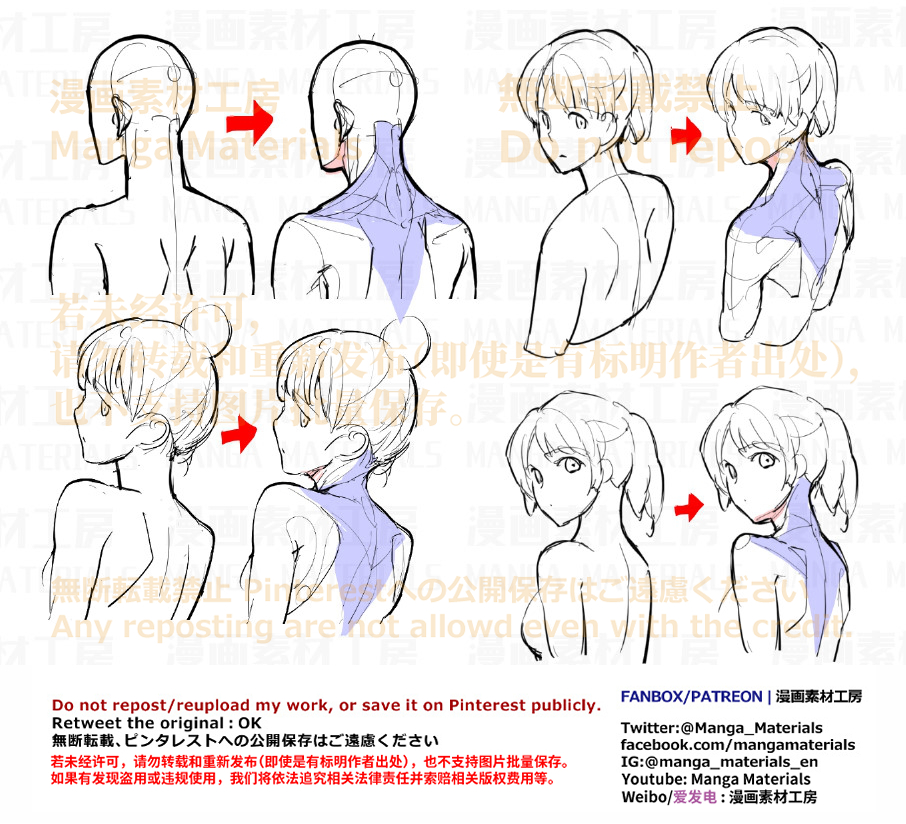 漫画素材工房
Manga Materials
無断転載禁止
Do not repost
若未经许可，
请勿转载和重新发布(即使是有标明作者出处)，
也不支持图片批量保存。
無断転載禁止 Pinterestへの公開保存はご遠慮ください
Any reposting are not allowd even with the credit.
Do not repost/reupload my work, or save it on Pinterest publicly.
Retweet the original : OK
無断転載、ピンタレストへの公開保存はご遠慮ください
若未经许可，请勿转载和重新发布(即使是有标明作者出处)，也不支持图片批量保存。
如果有发现盗用或违规使用，我们将依法追究相关法律责任并索赔相关版权费用等。
FANBOX/PATREON | 漫画素材工房
Twitter:@Manga_Materials
facebook.com/mangamaterials
IG:@manga_materials_en
Youtube: Manga Materials
Weibo/爱发电 : 漫画素材工房